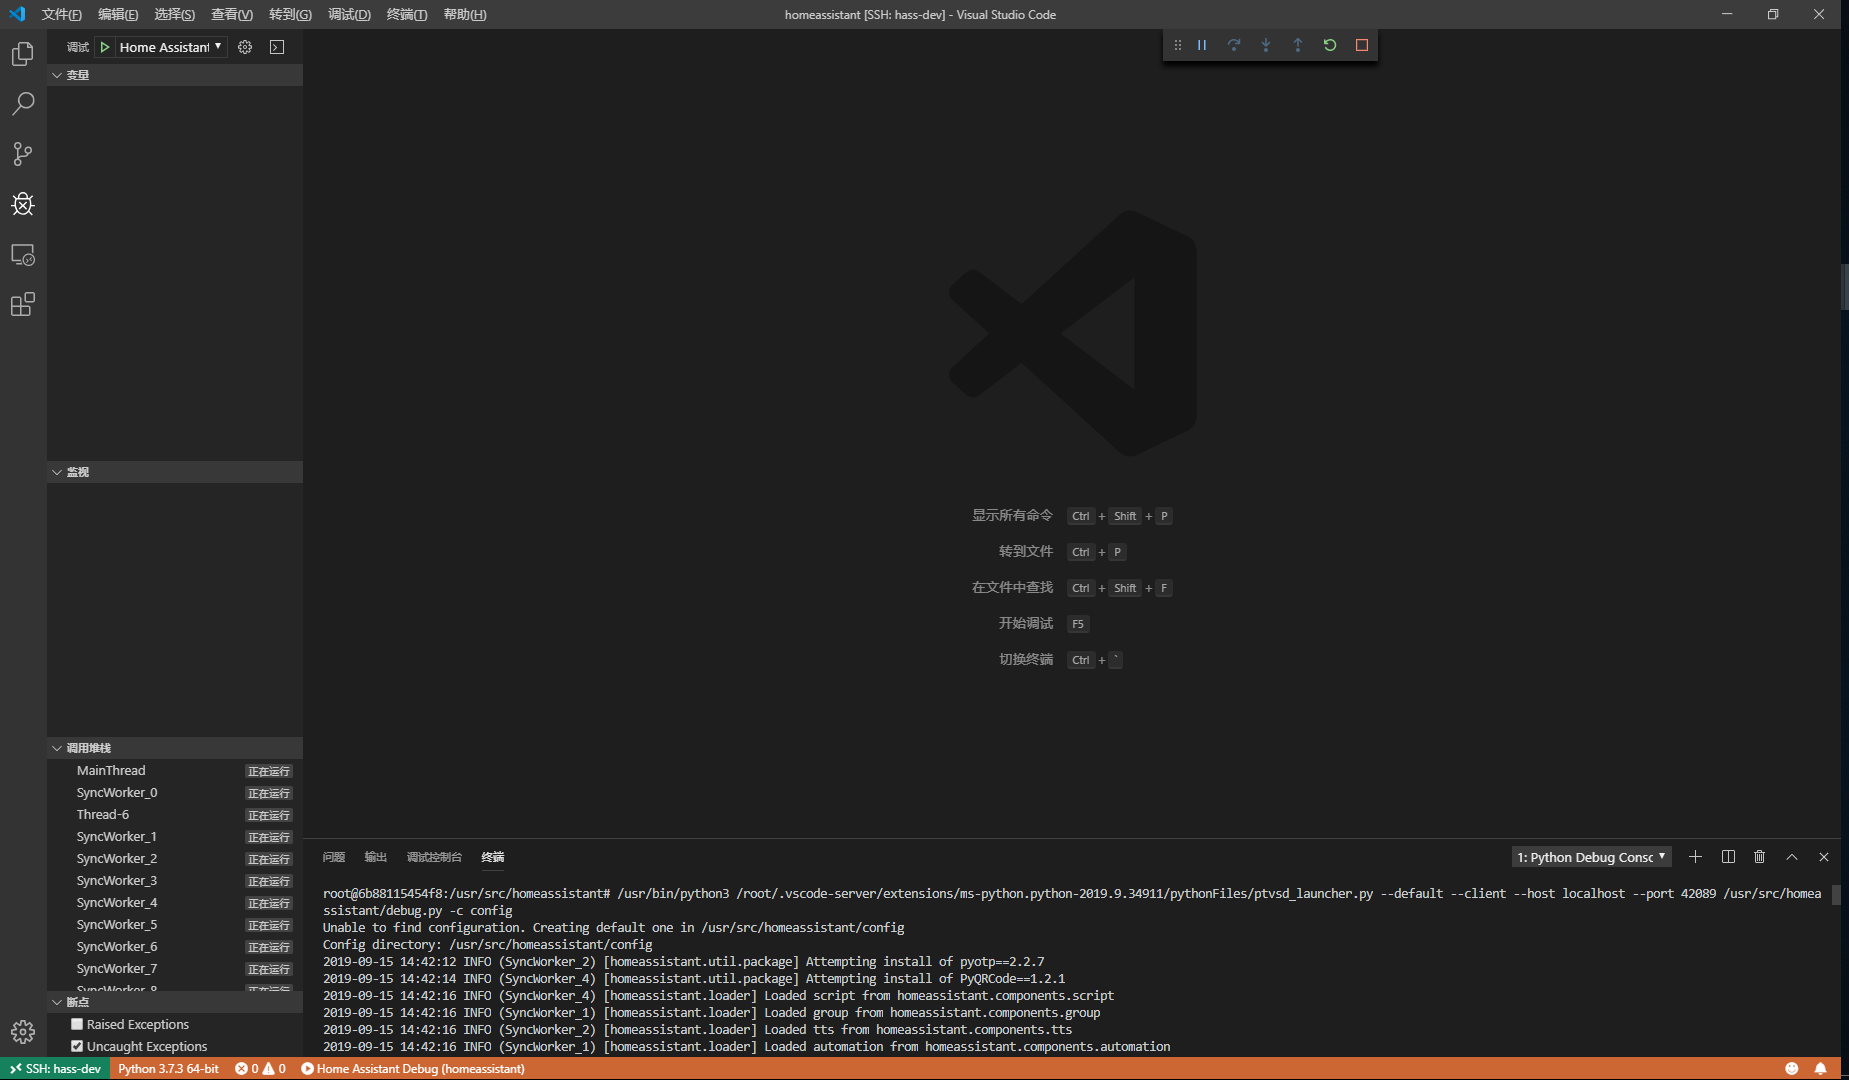 文件(F) 编辑(E) 选择(S) 查看(V) 转到(G) 调试(D) 终端(T) 帮助(H)
homeassistant [SSH: hass-dev] - Visual Studio Code
调试 Home Assistant
变量
监视
调用堆栈
MainThread 正在运行
SyncWorker_0 正在运行
Thread-6 正在运行
SyncWorker_1 正在运行
SyncWorker_2 正在运行
SyncWorker_3 正在运行
SyncWorker_4 正在运行
SyncWorker_5 正在运行
SyncWorker_6 正在运行
SyncWorker_7 正在运行
SyncWorker_8 正在运行
断点
Raised Exceptions
Uncaught Exceptions
显示所有命令 Ctrl + Shift + P
转到文件 Ctrl + P
在文件中查找 Ctrl + Shift + F
开始调试 F5
切换终端 Ctrl + `
问题 输出 调试控制台 终端
1: Python Debug Consc
root@6b88115454f8:/usr/src/homeassistant# /usr/bin/python3 /root/.vscode-server/extensions/ms-python.python-2019.9.34911/pythonFiles/ptvsd_launcher.py --default --client --host localhost --port 42089 /usr/src/homea
ssistant/debug.py -c config
Unable to find configuration. Creating default one in /usr/src/homeassistant/config
Config directory: /usr/src/homeassistant/config
2019-09-15 14:42:12 INFO (SyncWorker_2) [homeassistant.util.package] Attempting install of pyotp==2.2.7
2019-09-15 14:42:14 INFO (SyncWorker_4) [homeassistant.util.package] Attempting install of PyQRCode==1.2.1
2019-09-15 14:42:16 INFO (SyncWorker_4) [homeassistant.loader] Loaded script from homeassistant.components.script
2019-09-15 14:42:16 INFO (SyncWorker_1) [homeassistant.loader] Loaded group from homeassistant.components.group
2019-09-15 14:42:16 INFO (SyncWorker_2) [homeassistant.loader] Loaded tts from homeassistant.components.tts
2019-09-15 14:42:16 INFO (SyncWorker_1) [homeassistant.loader] Loaded automation from homeassistant.components.automation
SSH: hass-dev Python 3.7.3 64-bit 0 0 Home Assistant Debug (homeassistant)